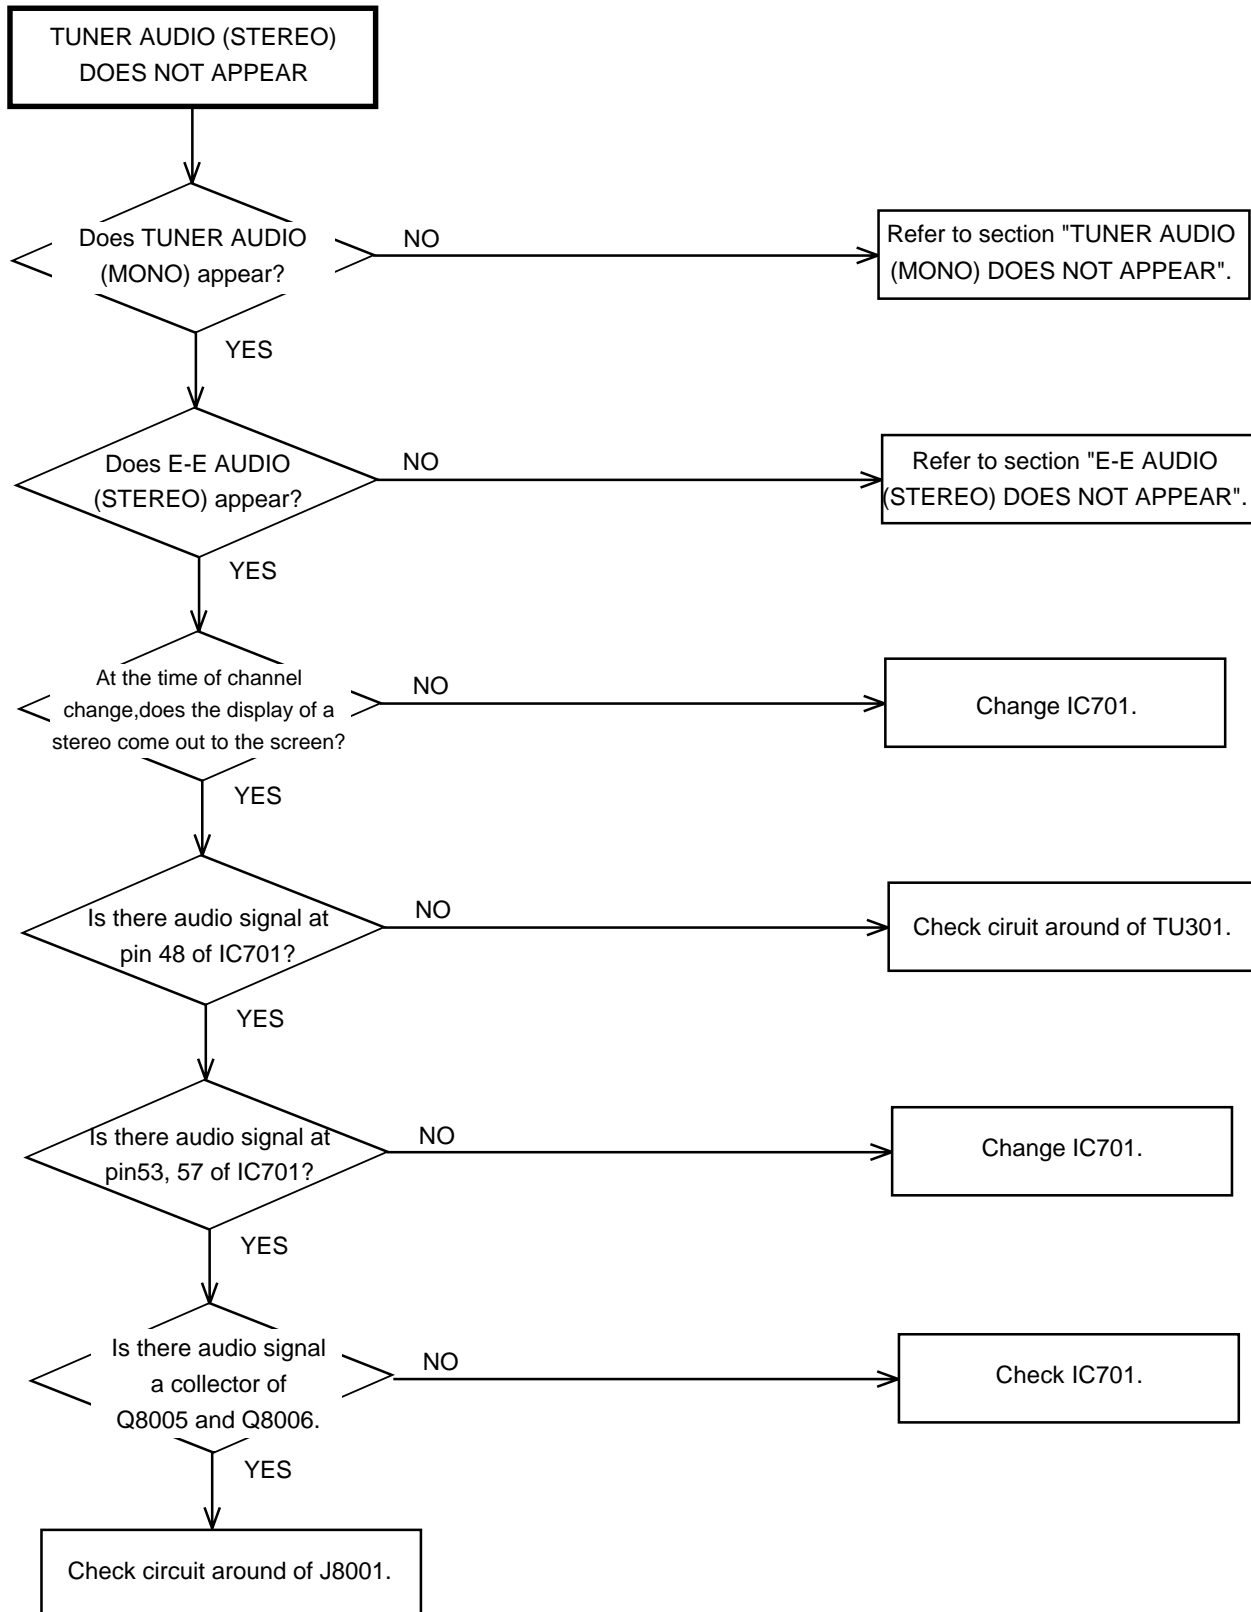 TUNER AUDIO (STEREO)
DOES NOT APPEAR
Does TUNER AUDIO
(MONO) appear?
NO
Refer to section "TUNER AUDIO
(MONO) DOES NOT APPEAR".
YES
Does E-E AUDIO
(STEREO) appear?
NO
Refer to section "E-E AUDIO
(STEREO) DOES NOT APPEAR".
YES
At the time of channel
change,does the display of a
stereo come out to the screen?
NO
Change IC701.
YES
Is there audio signal at
pin 48 of IC701?
NO
Check ciruit around of TU301.
YES
Is there audio signal at
pin53, 57 of IC701?
NO
Change IC701.
YES
Is there audio signal
a collector of
Q8005 and Q8006.
NO
Check IC701.
YES
Check circuit around of J8001.